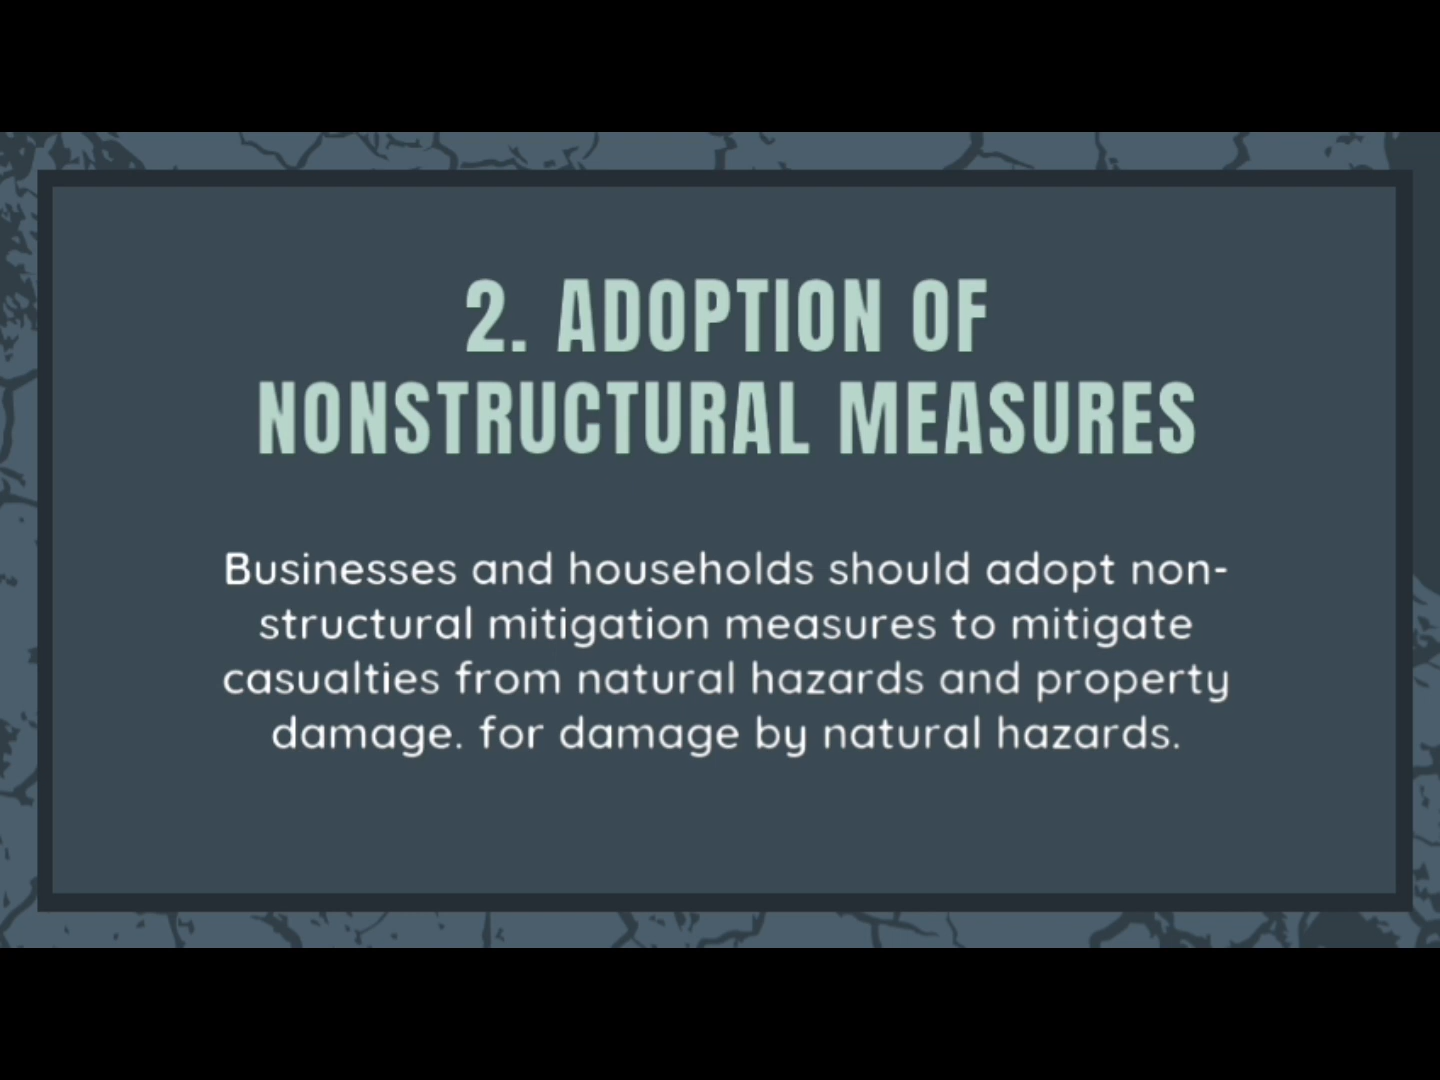 2. ADOPTION OF
NONSTRUCTURAL MEASURES
Businesses and households should adopt non-
structural mitigation measures to mitigate
casualties from natural hazards and property
damage. for damage by natural hazards.